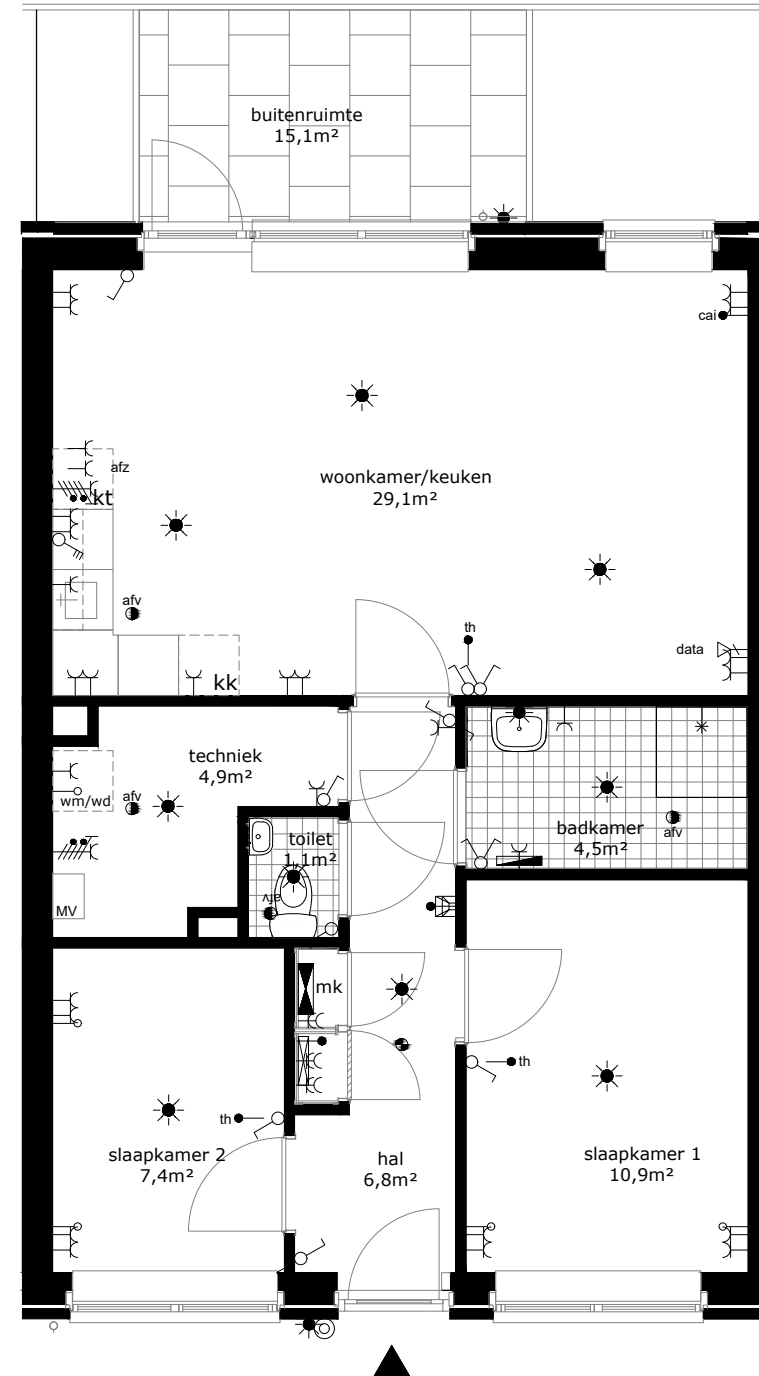 buitenruimte
15,1m²
cai
woonkamer/keuken
29,1m²
afz
kt
afv
th
data
kk
techniek
4,9m²
wm/wd
afv
toilet
1,1m²
badkamer
4,5m²
afv
afv
MV
mk
th
th
slaapkamer 2
7,4m²
hal
6,8m²
slaapkamer 1
10,9m²